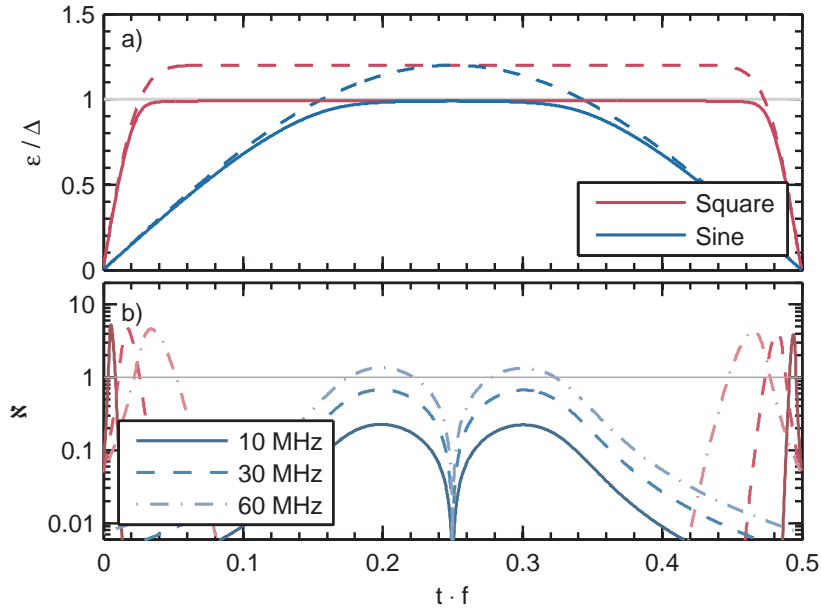 1.5
a)
1
ε / Δ
0.5
Square
Sine
0
b)
10
1
ℵ
0.1
10 MHz
30 MHz
60 MHz
0.01
0 0.1 0.2 0.3 0.4 0.5
t · f